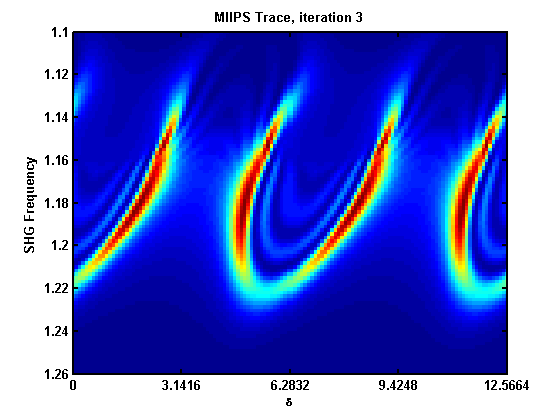 MIIPS Trace, iteration 3
1.1
1.12
1.14
1.16
1.18
1.2
1.22
1.24
1.26
SHG Frequency
0 3.1416 6.2832 9.4248 12.5664
δ